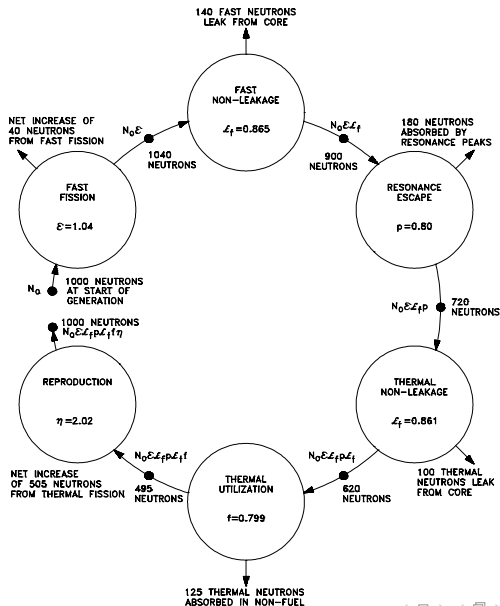 140 FAST NEUTRONS
LEAK FROM CORE
FAST
NON-LEAKAGE
ℒf=0.865
NET INCREASE OF
40 NEUTRONS
FROM FAST FISSION
N₀ε
1040
NEUTRONS
N₀εℒf
900
NEUTRONS
180 NEUTRONS
ABSORBED BY
RESONANCE PEAKS
FAST
FISSION
ε=1.04
RESONANCE
ESCAPE
p=0.80
N₀
1000 NEUTRONS
AT START OF
GENERATION
N₀εℒfp
720
NEUTRONS
1000 NEUTRONS
N₀εℒfpℒffη
REPRODUCTION
η=2.02
THERMAL
NON-LEAKAGE
ℒf=0.861
N₀εℒfpℒff
495
NEUTRONS
N₀εℒfpℒf
620
NEUTRONS
NET INCREASE
OF 505 NEUTRONS
FROM THERMAL FISSION
100 THERMAL
NEUTRONS LEAK
FROM CORE
THERMAL
UTILIZATION
f=0.799
125 THERMAL NEUTRONS
ABSORBED IN NON-FUEL